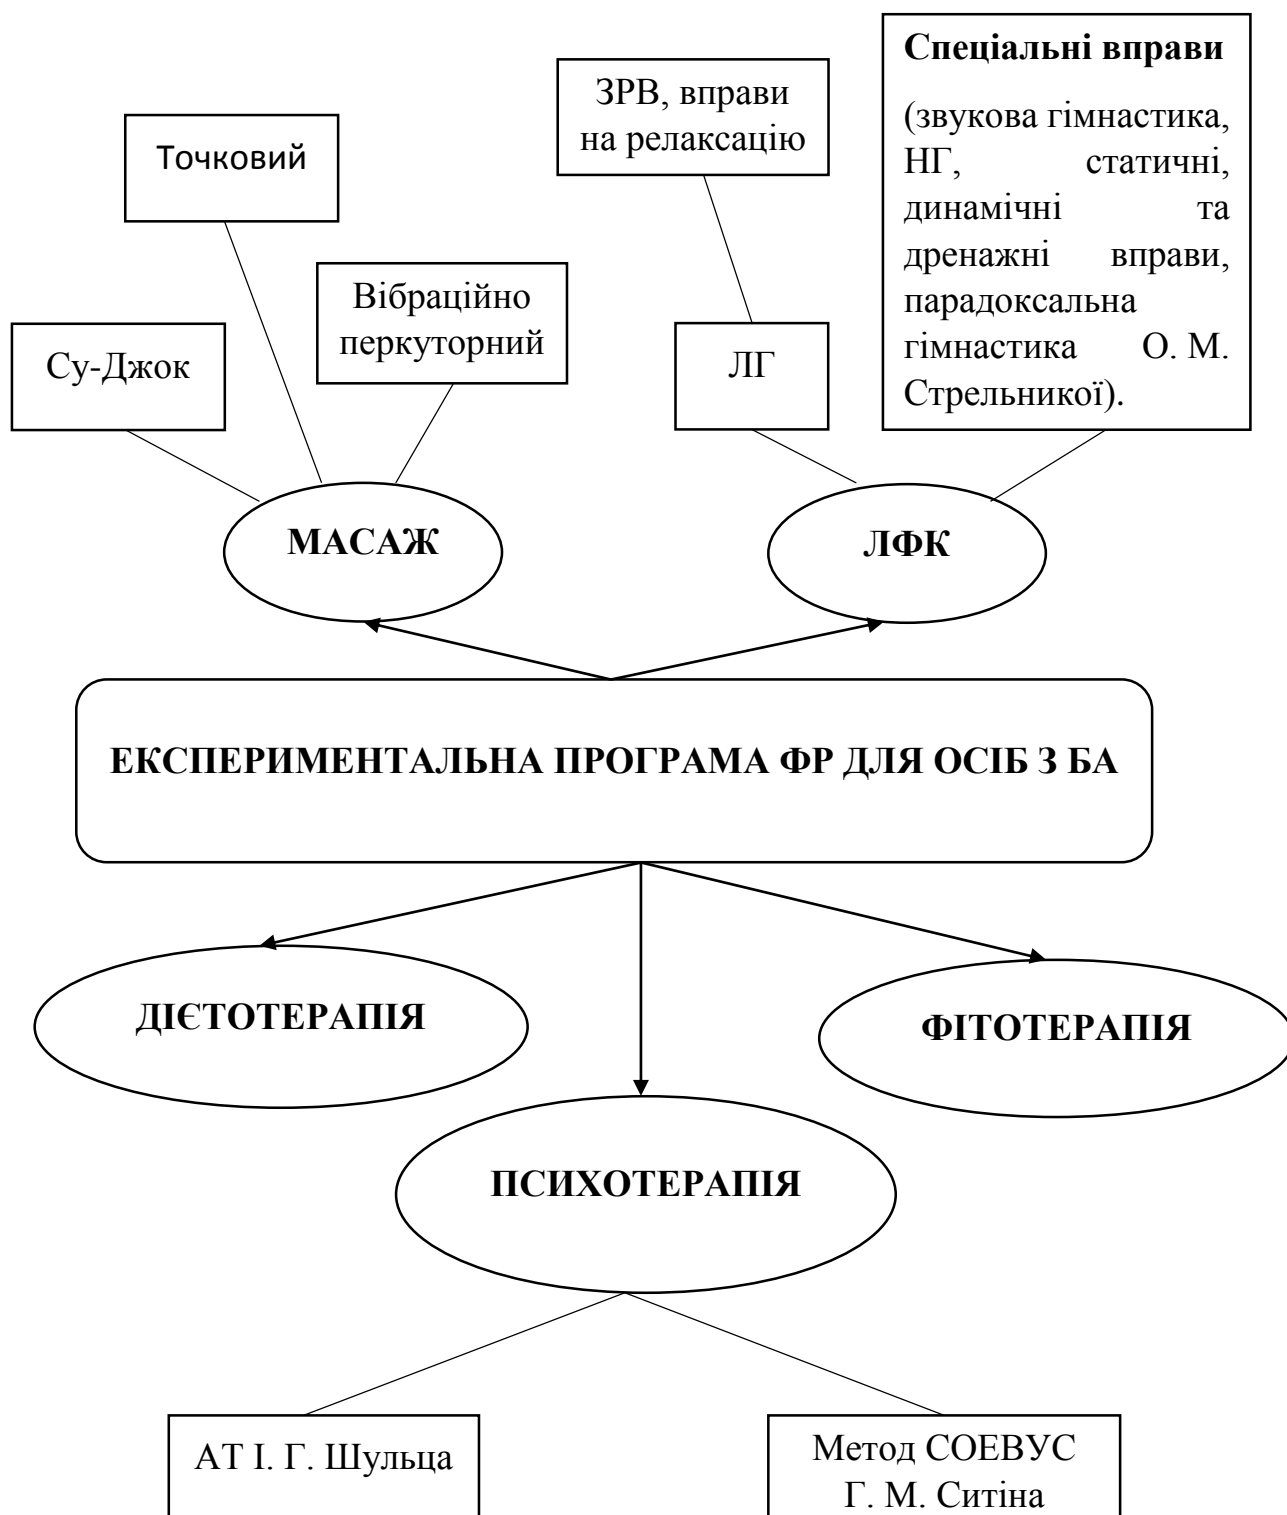 Спеціальні вправи
(звукова гімнастика,
НГ, статичні,
динамічні та
дренажні вправи,
парадоксальна
гімнастика О. М.
Стрельникої).
ЗРВ, вправи
на релаксацію
Точковий
Вібраційно
перкуторний
Су-Джок
ЛГ
МАСАЖ
ЛФК
ЕКСПЕРИМЕНТАЛЬНА ПРОГРАМА ФР ДЛЯ ОСІБ З БА
ДІЄТОТЕРАПІЯ
ФІТОТЕРАПІЯ
ПСИХОТЕРАПІЯ
АТ І. Г. Шульца
Метод СОЕВУС
Г. М. Ситіна